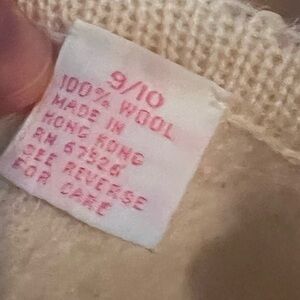 9/10
100% WOOL
MADE IN
HONG KONG
RN 67526
SEE REVERSE
FOR CARE